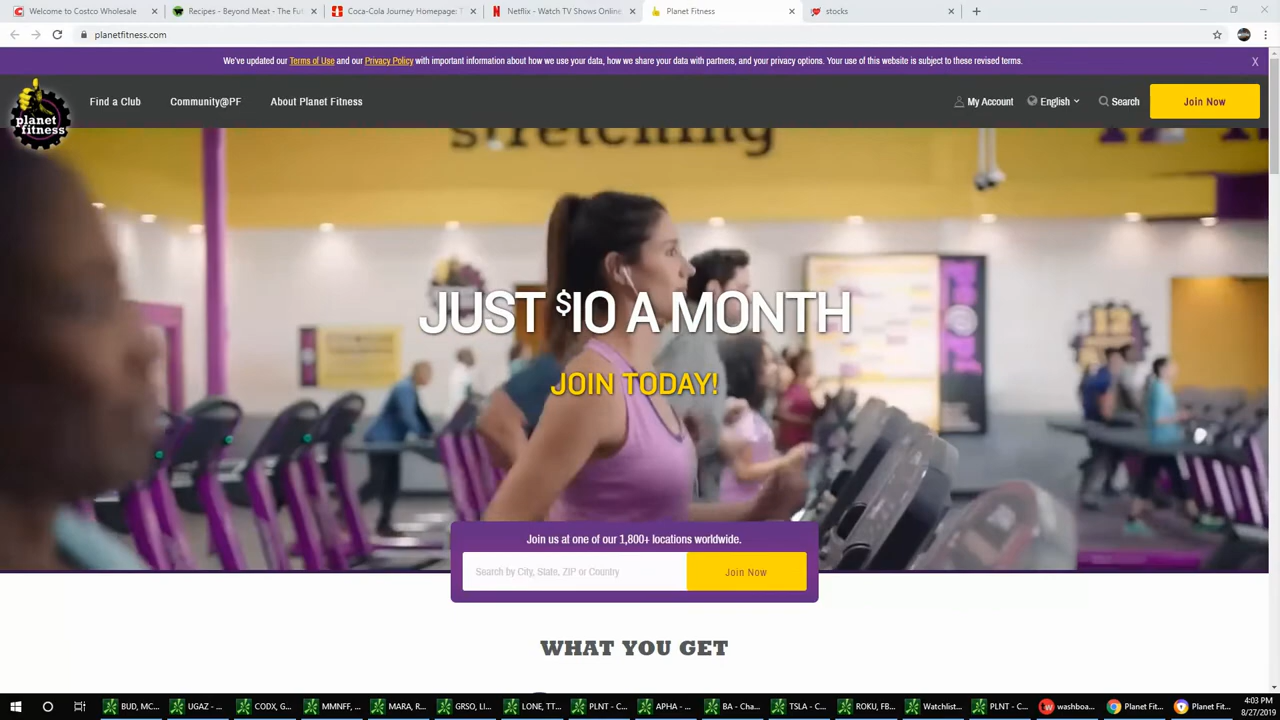 Welcome to Costco Wholesale
Recipes - Beyond Meat - The Fut
Coca-Cola Journey Homepage: T
Netflix - Watch TV Shows Online,
Planet Fitness
stocks
planetfitness.com
We've updated our Terms of Use and our Privacy Policy with important information about how we use your data, how we share your data with partners, and your privacy options. Your use of this website is subject to these revised terms.
X
planet fitness
Find a Club
Community@PF
About Planet Fitness
My Account
English
Search
Join Now
stretching
JUST $10 A MONTH
JOIN TODAY!
Join us at one of our 1,800+ locations worldwide.
Search by City, State, ZIP or Country
Join Now
WHAT YOU GET
BUD, MC...
UGAZ - C...
CODX, G...
MMNFF, ...
MARA, R...
GRSO, LI...
LONE, TT...
PLNT - C...
APHA - ...
BA - Cha...
TSLA - C...
ROKU, FB...
Watchlist...
PLNT - C...
washboa...
Planet Fit...
Planet Fit...
4:03 PM
8/27/2019